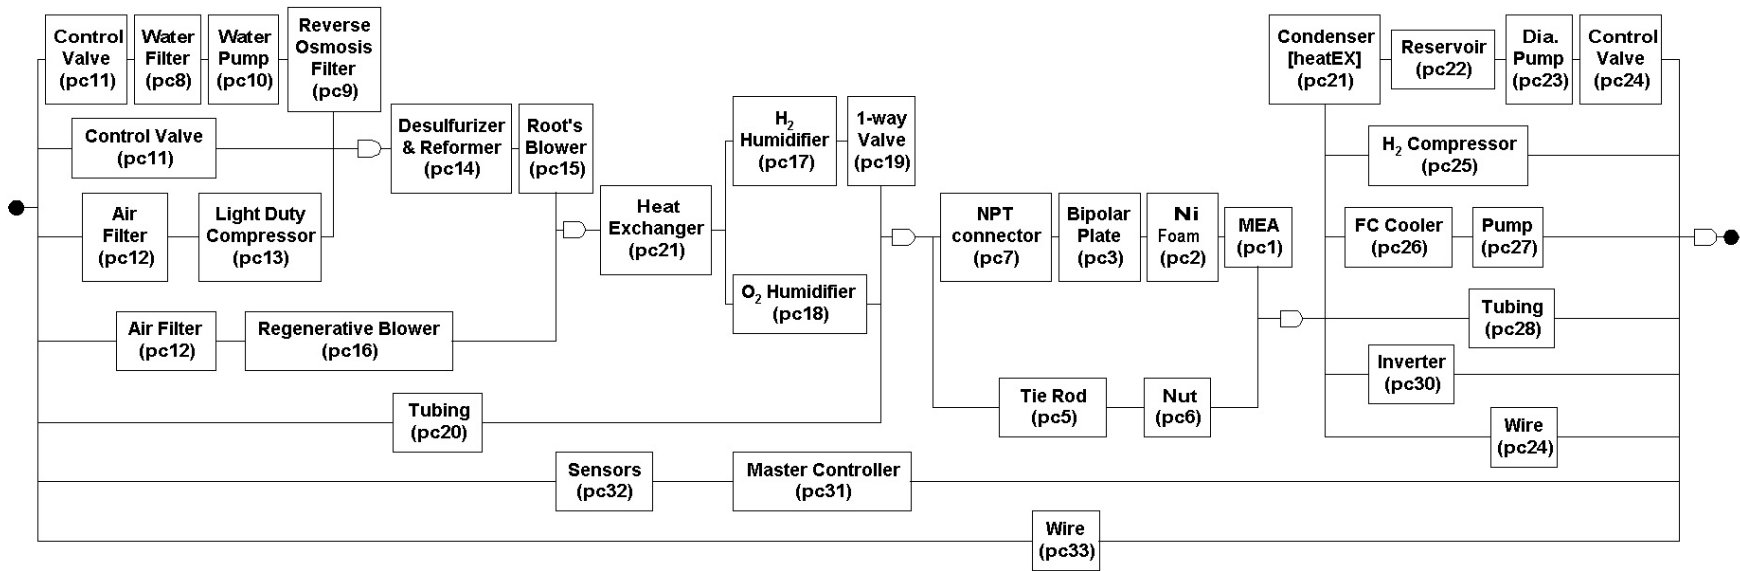 Control
Valve
(pc11)
Water
Filter
(pc8)
Water
Pump
(pc10)
Reverse
Osmosis
Filter
(pc9)
Control Valve
(pc11)
Air
Filter
(pc12)
Light Duty
Compressor
(pc13)
Air Filter
(pc12)
Regenerative Blower
(pc16)
Desulfurizer
& Reformer
(pc14)
Root's
Blower
(pc15)
Heat
Exchanger
(pc21)
H2
Humidifier
(pc17)
1-way
Valve
(pc19)
O2 Humidifier
(pc18)
Tubing
(pc20)
NPT
connector
(pc7)
Bipolar
Plate
(pc3)
Ni
Foam
(pc2)
MEA
(pc1)
Tie Rod
(pc5)
Nut
(pc6)
Condenser
[heatEX]
(pc21)
Reservoir
(pc22)
Dia.
Pump
(pc23)
Control
Valve
(pc24)
H2 Compressor
(pc25)
FC Cooler
(pc26)
Pump
(pc27)
Tubing
(pc28)
Inverter
(pc30)
Wire
(pc24)
Sensors
(pc32)
Master Controller
(pc31)
Wire
(pc33)